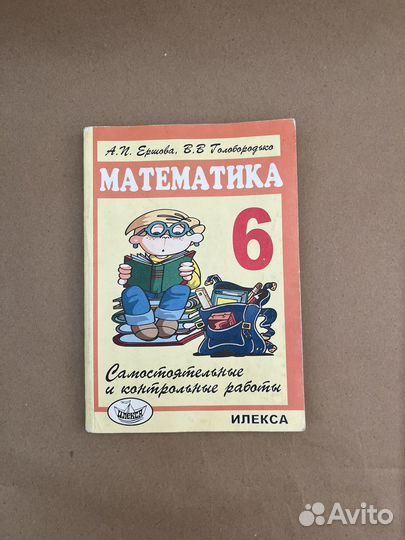 А.П. Ершова, В.В Голобородько
МАТЕМАТИКА
6
Самостоятельные
и контрольные работы
ИЛЕКСА
ИЛЕКСА
Avito